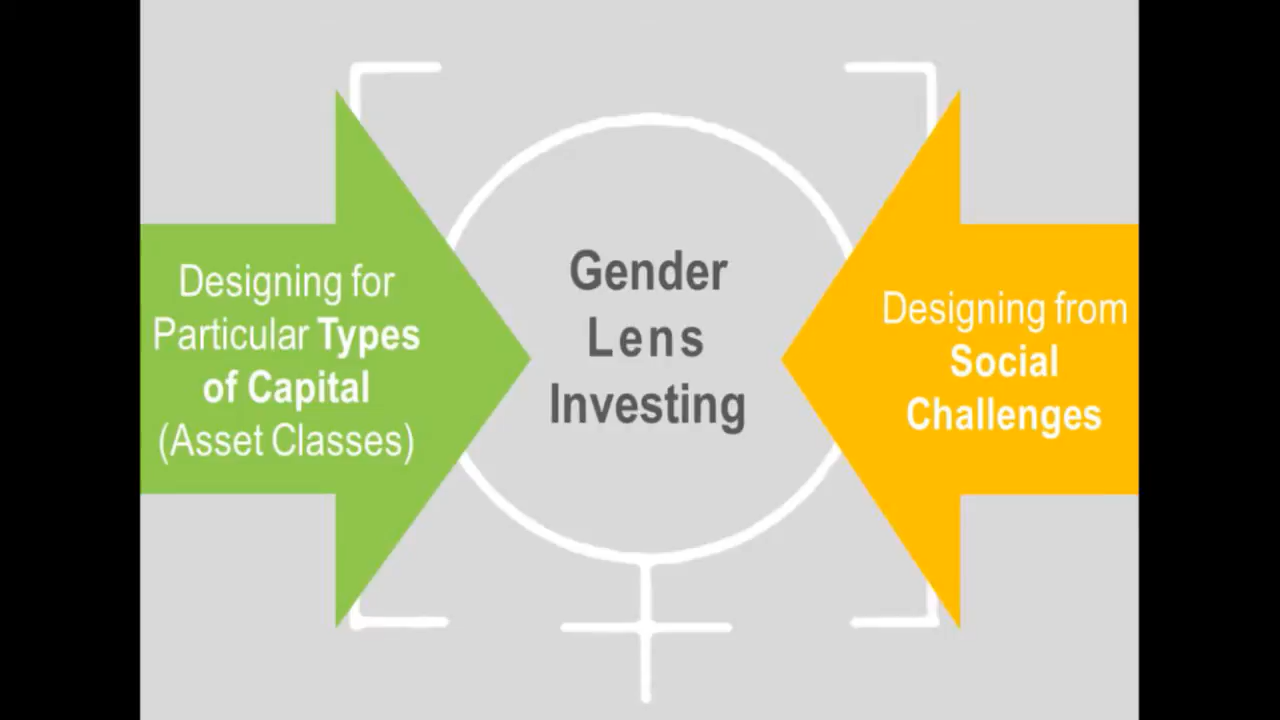 Designing for
Particular Types
of Capital
(Asset Classes)
Gender
Lens
Investing
Designing from
Social
Challenges